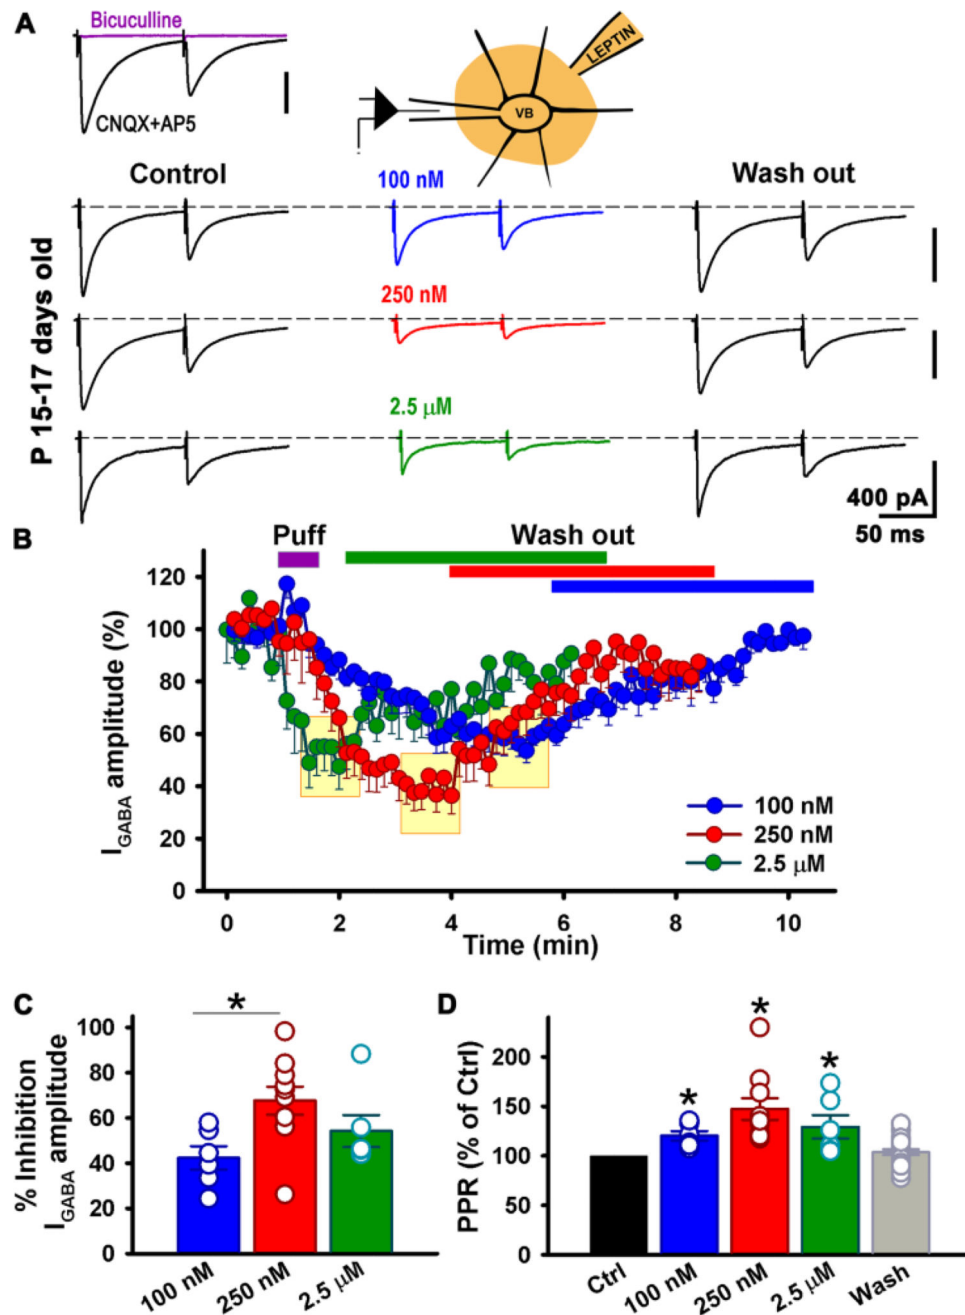 A
Bicuculline
CNQX+AP5
LEPTIN
VB
Control
100 nM
Wash out
P 15-17 days old
250 nM
2.5 μM
400 pA
50 ms
B
Puff
Wash out
I_GABA amplitude (%)
120
100
80
60
40
20
0
0 2 4 6 8 10
Time (min)
100 nM
250 nM
2.5 μM
C
*
% Inhibition
I_GABA amplitude
100
80
60
40
20
0
100 nM 250 nM 2.5 μM
D
* * *
PPR (% of Ctrl)
200
150
100
50
0
Ctrl 100 nM 250 nM 2.5 μM Wash